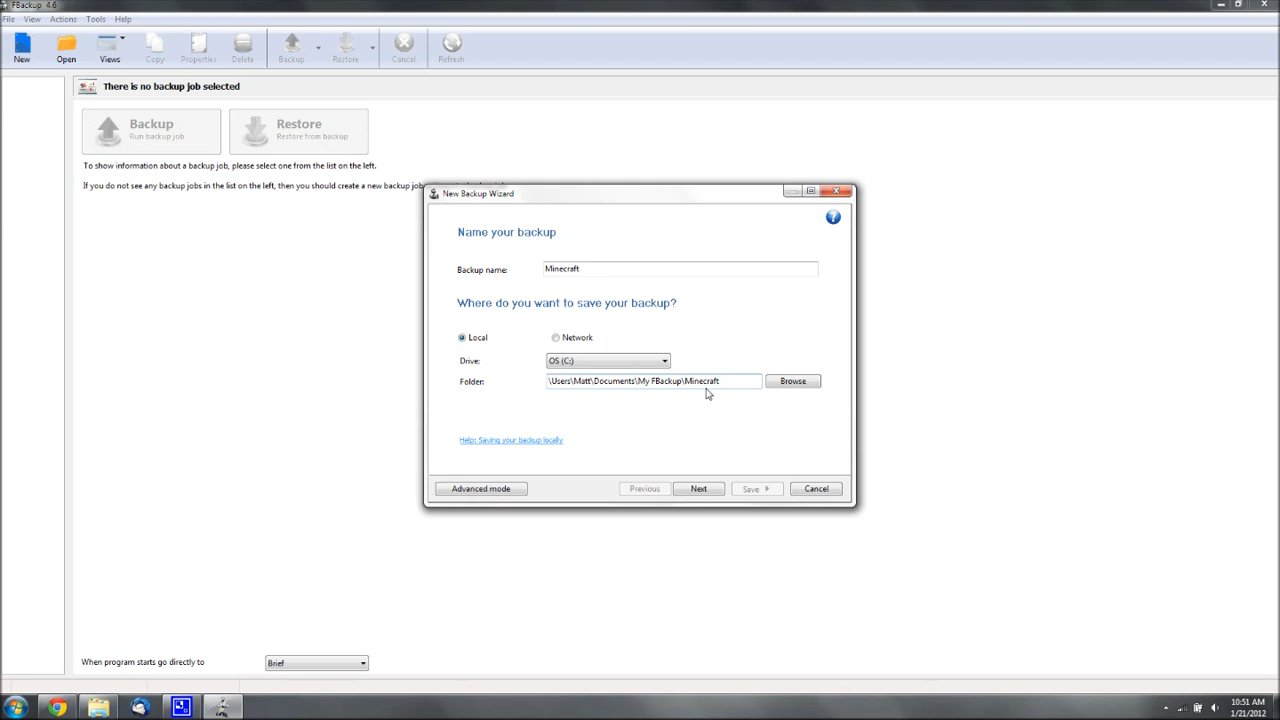 FBackup 4.6
File View Actions Tools Help
New Open Views Copy Properties Delete Backup Restore Cancel Refresh
There is no backup job selected
Backup
Run backup job
Restore
Restore from backup
To show information about a backup job, please select one from the list on the left.
If you do not see any backup jobs in the list on the left, then you should create a new backup job
New Backup Wizard
Name your backup
Backup name: Minecraft
Where do you want to save your backup?
Local Network
Drive: OS (C:)
Folder: \Users\Matt\Documents\My FBackup\Minecraft Browse
Help: Saving your backup locally
Advanced mode Previous Next Save Cancel
When program starts go directly to Brief
10:51 AM
1/21/2012